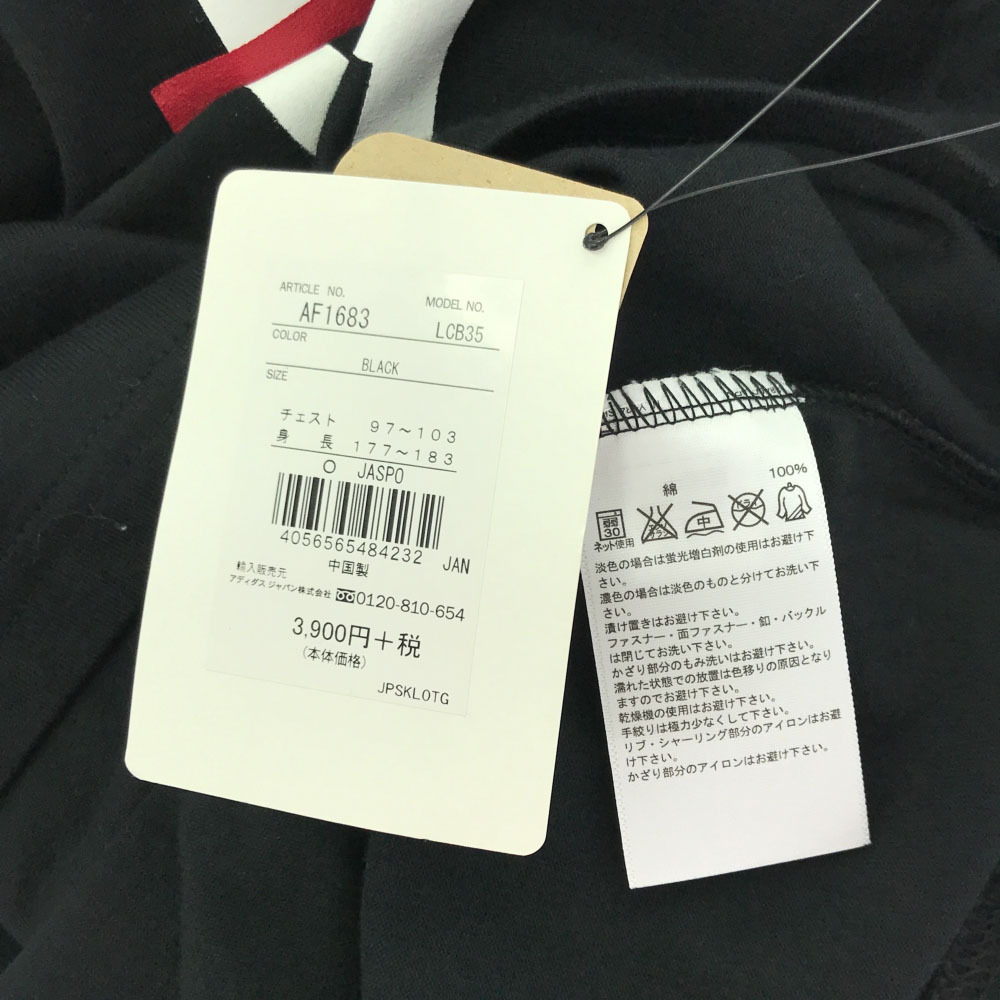 ARTICLE NO.
MODEL NO.
AF1683
LCB35
COLOR
BLACK
SIZE
チェスト 97〜103
身 長 177〜183
O JASPO
4056565484232 JAN
中国製
輸入販売元
アディダス ジャパン株式会社 0120-810-654
3,900円+税
(本体価格)
JPSKLOTG
綿 100%
30
中
ドライ
ネット使用
淡色の場合は蛍光増白剤の使用はお避け下
さい。
濃色の場合は淡色のものと分けてお洗い下
さい。
漬け置きはお避け下さい。
ファスナー・面ファスナー・釦・バックル
は閉じてお洗い下さい。
かざり部分のもみ洗いはお避け下さい。
濡れた状態での放置は色移りの原因となり
ますのでお避け下さい。
乾燥機の使用はお避け下さい。
手絞りは極力少なくして下さい。
リブ・シャーリング部分のアイロンはお避
け下さい。
かざり部分のアイロンはお避け下さい。